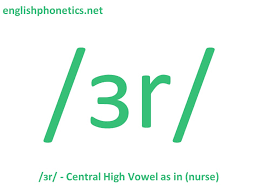 englishphonetics.net
/ɜr/
/ɜr/ - Central High Vowel as in (nurse)